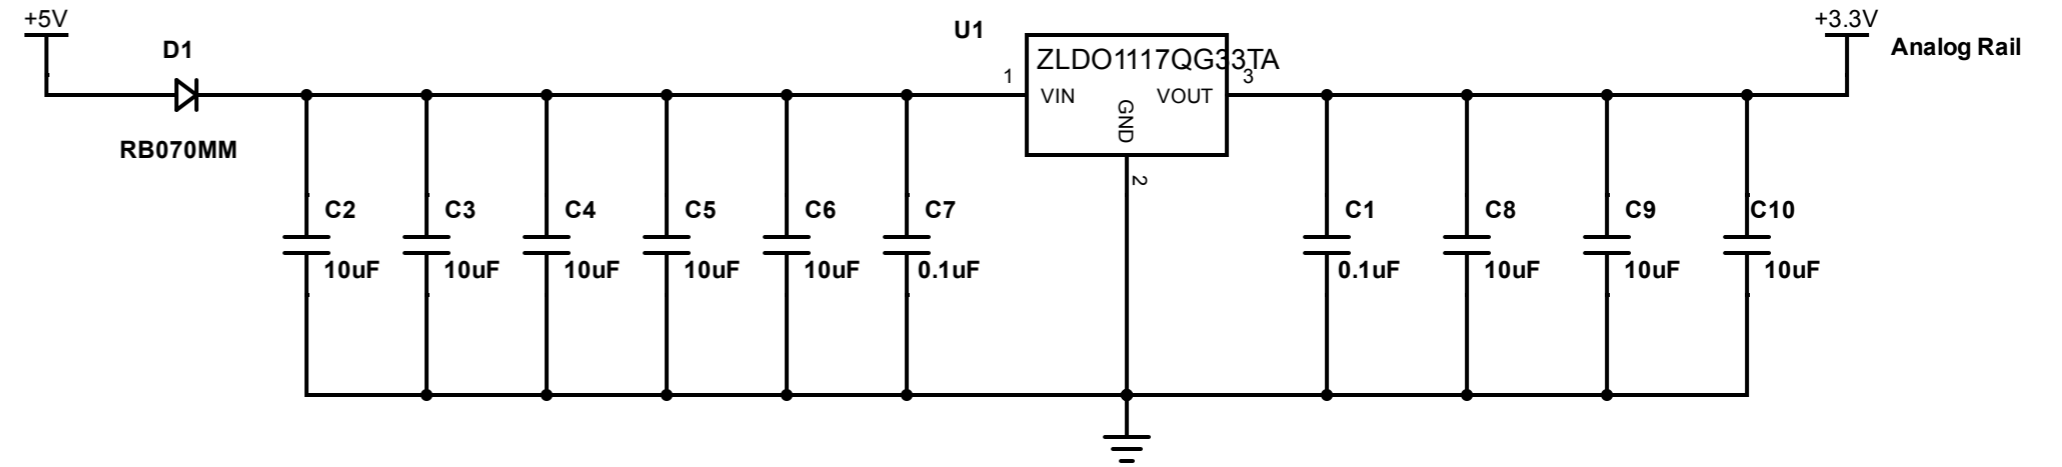 +5V
D1
RB070MM
U1
ZLDO1117QG33TA
1
VIN
VOUT
3
GND
2
+3.3V
Analog Rail
C2
10uF
C3
10uF
C4
10uF
C5
10uF
C6
10uF
C7
0.1uF
C1
0.1uF
C8
10uF
C9
10uF
C10
10uF